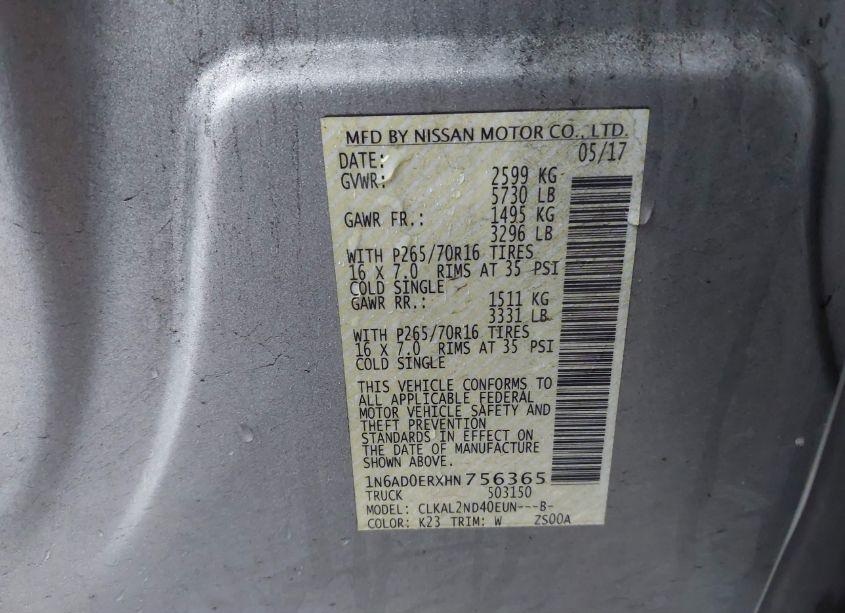 MFD BY NISSAN MOTOR CO., LTD.
DATE: 05/17
GVWR: 2599 KG
5730 LB
GAWR FR.: 1495 KG
3296 LB
WITH P265/70R16 TIRES
16 X 7.0 RIMS AT 35 PSI
COLD SINGLE
GAWR RR.: 1511 KG
3331 LB
WITH P265/70R16 TIRES
16 X 7.0 RIMS AT 35 PSI
COLD SINGLE
THIS VEHICLE CONFORMS TO
ALL APPLICABLE FEDERAL
MOTOR VEHICLE SAFETY AND
THEFT PREVENTION
STANDARDS IN EFFECT ON
THE DATE OF MANUFACTURE
SHOWN ABOVE.
1N6AD0ERXHN756365
TRUCK 503150
MODEL: CLKAL2ND40EUN---B-
COLOR: K23 TRIM: W ZS00A